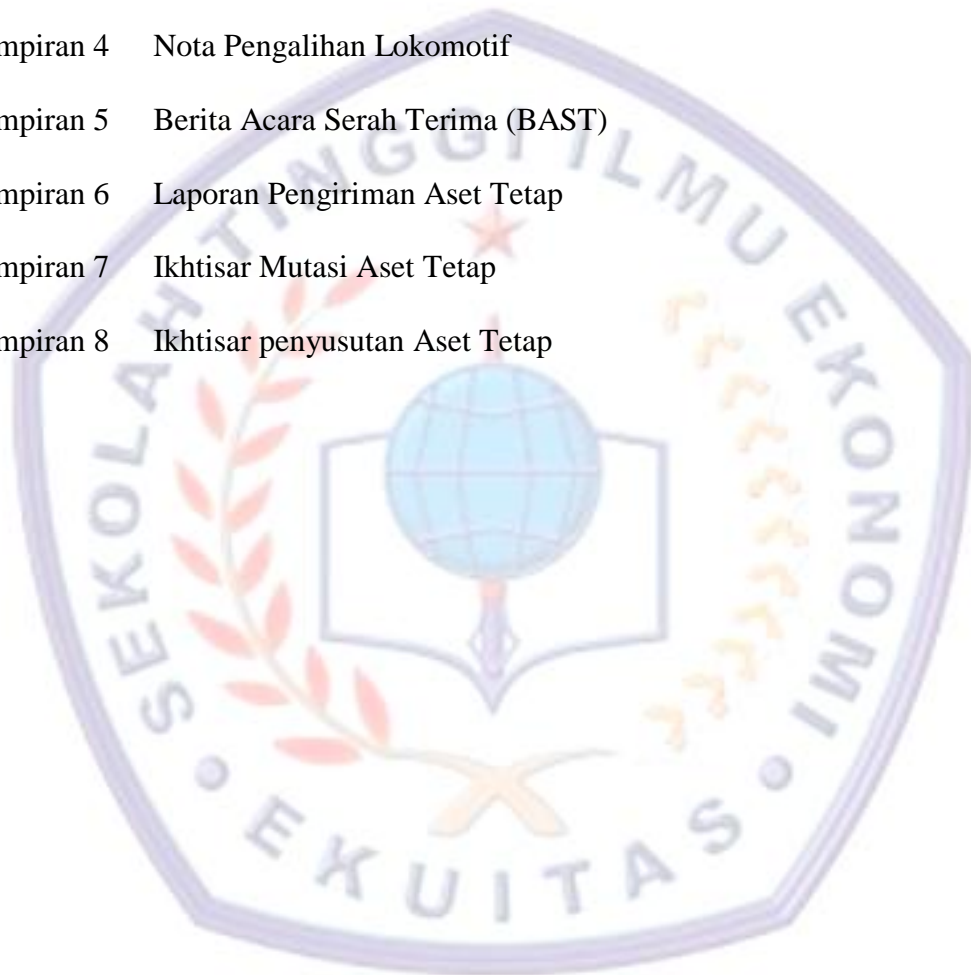 mpiran 4 Nota Pengalihan Lokomotif
mpiran 5 Berita Acara Serah Terima (BAST)
mpiran 6 Laporan Pengiriman Aset Tetap
mpiran 7 Ikhtisar Mutasi Aset Tetap
mpiran 8 Ikhtisar penyusutan Aset Tetap
SEKOLAH TINGGI ILMU EKONOMI
• EKUITAS •